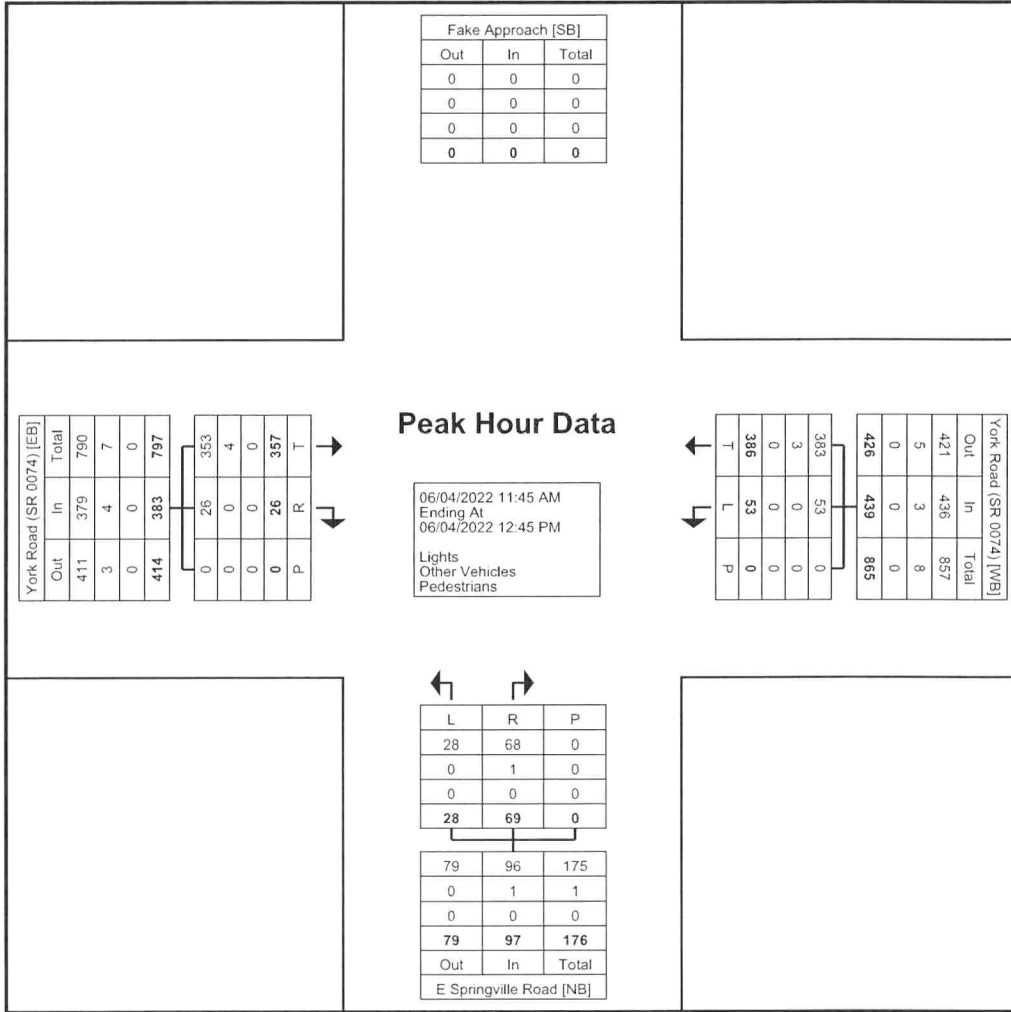 Fake Approach [SB]
Out In Total
0 0 0
0 0 0
0 0 0
0 0 0
York Road (SR 0074) [EB]
Total 790 7 0 797
In 379 4 0 383
Out 411 3 0 414
353 4 0 357 T
26 0 0 26 R
0 0 0 0 P
Peak Hour Data
06/04/2022 11:45 AM
Ending At
06/04/2022 12:45 PM
Lights
Other Vehicles
Pedestrians
T 386 0 3 383
L 53 0 0 53
P 0 0 0 0
York Road (SR 0074) [WB]
Out 421 5 0 426
In 436 3 0 439
Total 857 8 0 865
L R P
28 68 0
0 1 0
0 0 0
28 69 0
79 96 175
0 1 1
0 0 0
79 97 176
Out In Total
E Springville Road [NB]